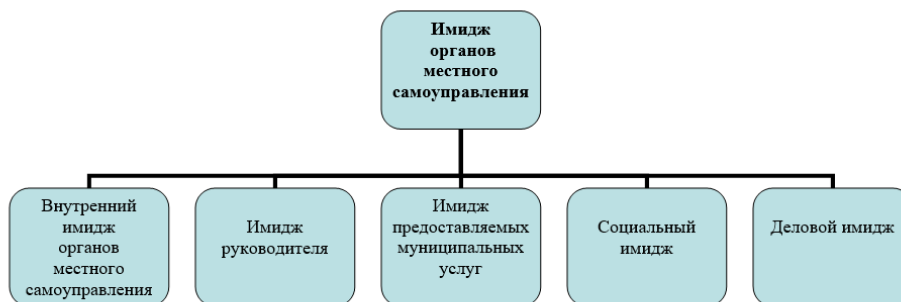 Имидж
органов
местного
самоуправления
Внутренний
имидж
органов
местного
самоуправления
Имидж
руководителя
Имидж
предоставляемых
муниципальных
услуг
Социальный
имидж
Деловой имидж